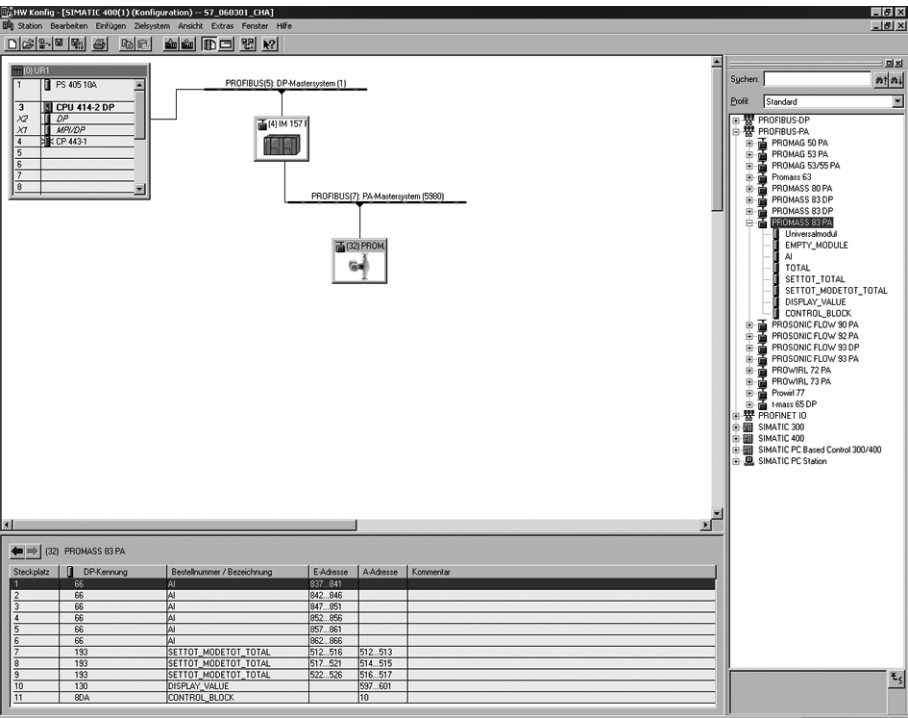 HW Konfig - [SIMATIC 400(1) (Konfiguration) -- S7_060301_CHA]
Station Bearbeiten Einfügen Zielsystem Ansicht Extras Fenster Hilfe
(0) UR1
1 PS 405 10A
3 CPU 414-2 DP
X2 DP
X1 MPI/DP
4 CP 443-1
5
6
7
8
PROFIBUS(5): DP-Mastersystem (1)
(4) IM 157 F
PROFIBUS(7): PA-Mastersystem (5980)
(32) PROM
Suchen:
Profil: Standard
PROFIBUS-DP
PROFIBUS-PA
PROMAG 50 PA
PROMAG 53 PA
PROMAG 53/55 PA
Promass 63
PROMASS 80 PA
PROMASS 83 DP
PROMASS 83 DP
PROMASS 83 PA
Universalmodul
EMPTY_MODULE
AI
TOTAL
SETTOT_TOTAL
SETTOT_MODETOT_TOTAL
DISPLAY_VALUE
CONTROL_BLOCK
PROSONIC FLOW 90 PA
PROSONIC FLOW 92 PA
PROSONIC FLOW 93 DP
PROSONIC FLOW 93 PA
PROWIRL 72 PA
PROWIRL 73 PA
Prowirl 77
t-mass 65 DP
PROFINET IO
SIMATIC 300
SIMATIC 400
SIMATIC PC Based Control 300/400
SIMATIC PC Station
(32) PROMASS 83 PA
Steckplatz DP-Kennung Bestellnummer / Bezeichnung E-Adresse A-Adresse Kommentar
1 66 AI 837...841
2 66 AI 842...846
3 66 AI 847...851
4 66 AI 852...856
5 66 AI 857...861
6 66 AI 862...866
7 193 SETTOT_MODETOT_TOTAL 512...516 512...513
8 193 SETTOT_MODETOT_TOTAL 517...521 514...515
9 193 SETTOT_MODETOT_TOTAL 522...526 516...517
10 130 DISPLAY_VALUE 597...601
11 8DA CONTROL_BLOCK 10